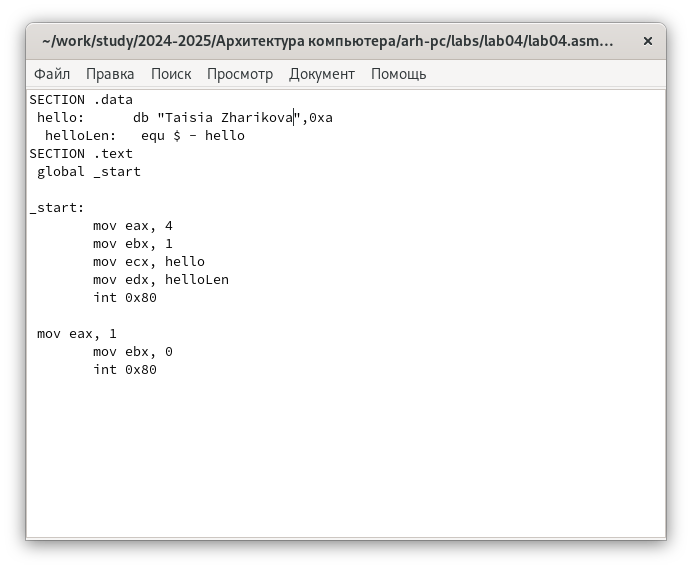 ~/work/study/2024-2025/Архитектура компьютера/arh-pc/labs/lab04/lab04.asm...
Файл Правка Поиск Просмотр Документ Помощь
SECTION .data
hello: db "Taisia Zharikova",0xa
helloLen: equ $ - hello
SECTION .text
global _start
_start:
mov eax, 4
mov ebx, 1
mov ecx, hello
mov edx, helloLen
int 0x80
mov eax, 1
mov ebx, 0
int 0x80